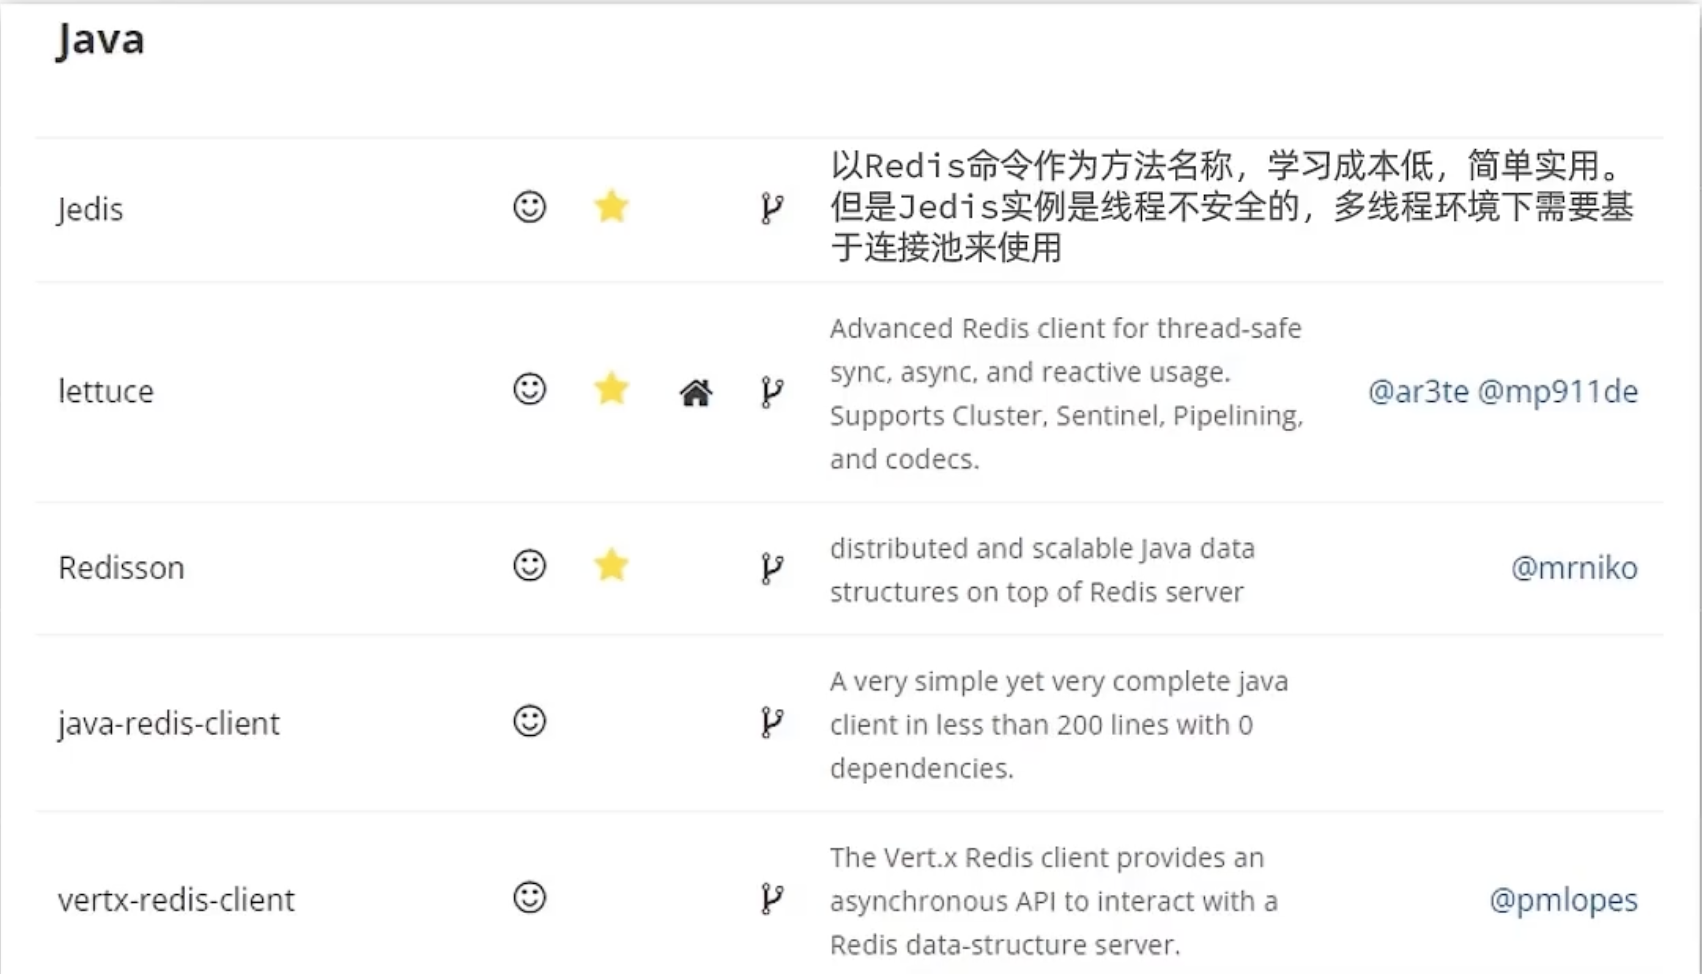 Java
Jedis
以Redis命令作为方法名称，学习成本低，简单实用。
但是Jedis实例是线程不安全的，多线程环境下需要基
于连接池来使用
lettuce
Advanced Redis client for thread-safe
sync, async, and reactive usage.
Supports Cluster, Sentinel, Pipelining,
and codecs.
@ar3te @mp911de
Redisson
distributed and scalable Java data
structures on top of Redis server
@mrniko
java-redis-client
A very simple yet very complete java
client in less than 200 lines with 0
dependencies.
vertx-redis-client
The Vert.x Redis client provides an
asynchronous API to interact with a
Redis data-structure server.
@pmlopes